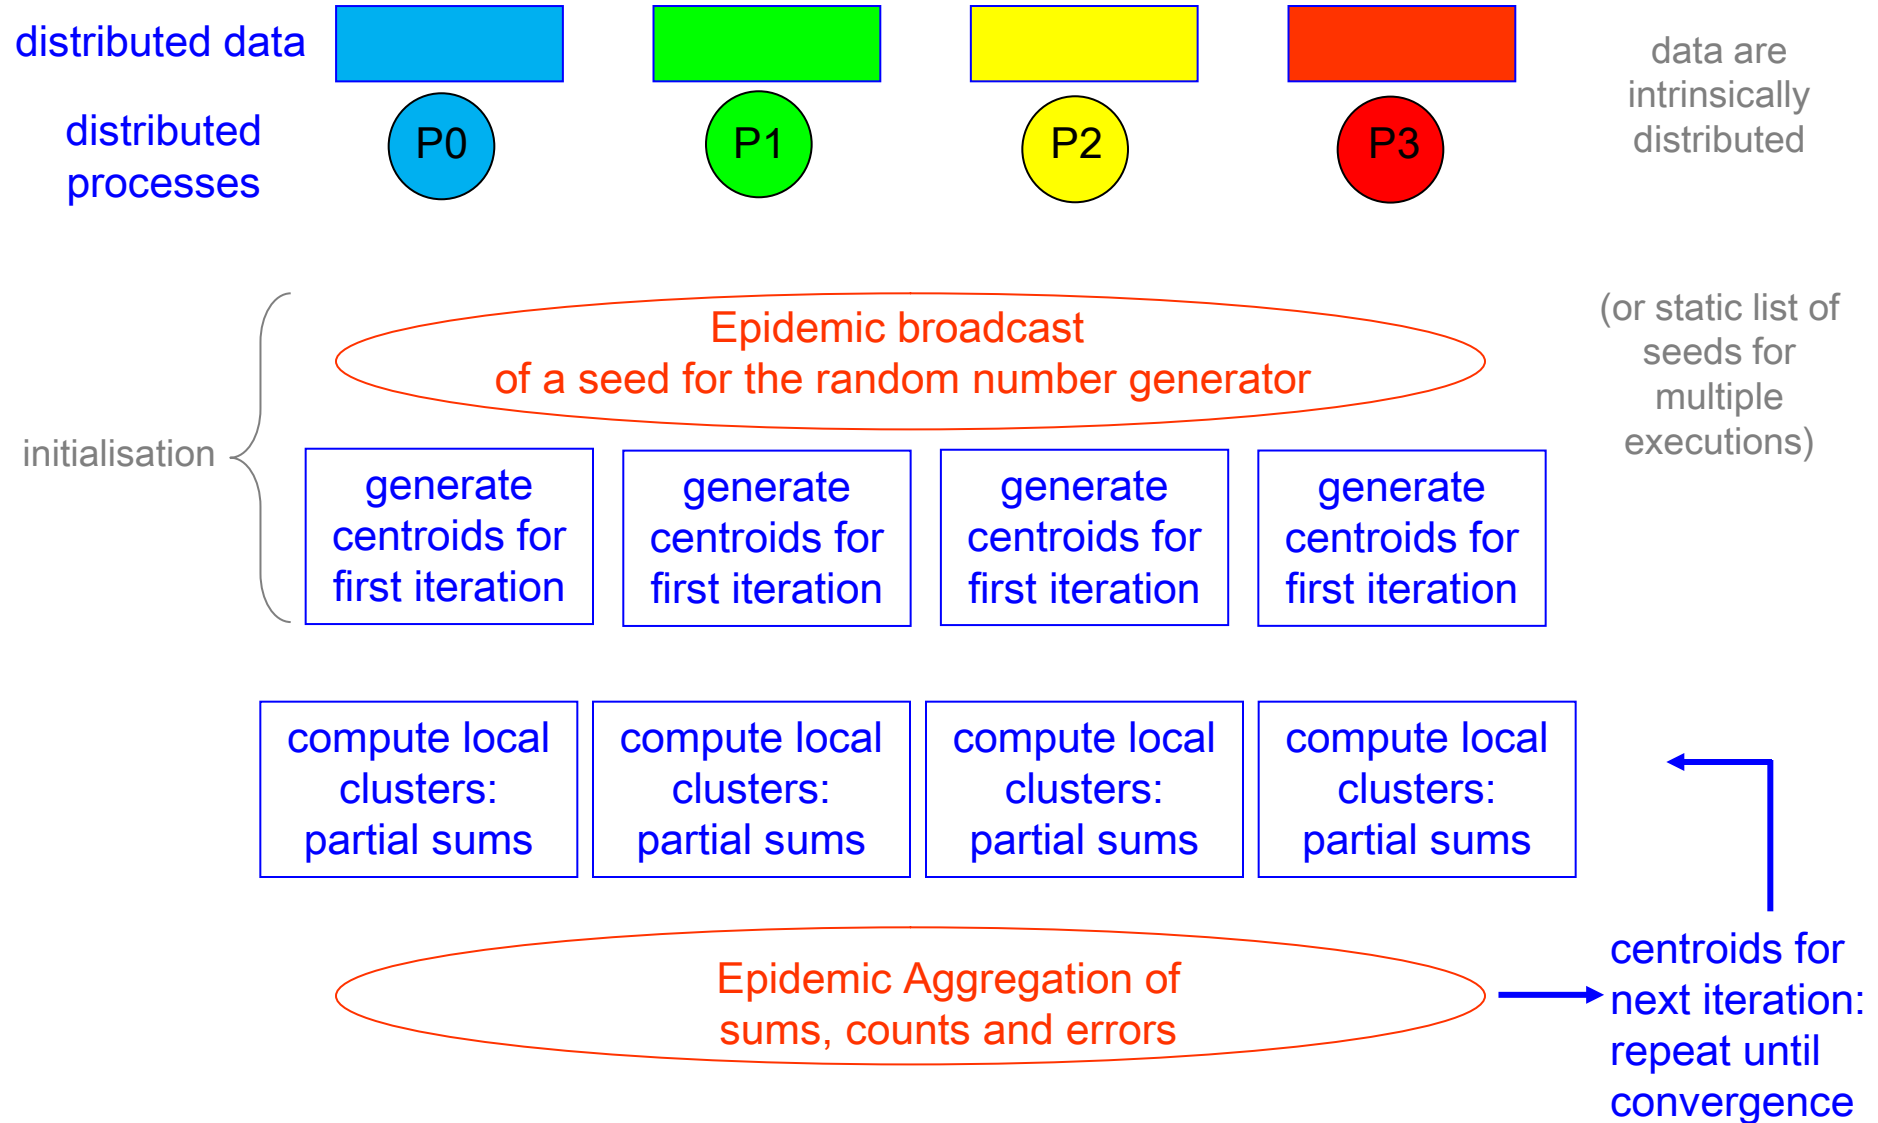 distributed data
distributed
processes
P0
P1
P2
P3
data are
intrinsically
distributed
initialisation
Epidemic broadcast
of a seed for the random number generator
(or static list of
seeds for
multiple
executions)
generate
centroids for
first iteration
generate
centroids for
first iteration
generate
centroids for
first iteration
generate
centroids for
first iteration
compute local
clusters:
partial sums
compute local
clusters:
partial sums
compute local
clusters:
partial sums
compute local
clusters:
partial sums
Epidemic Aggregation of
sums, counts and errors
centroids for
next iteration:
repeat until
convergence